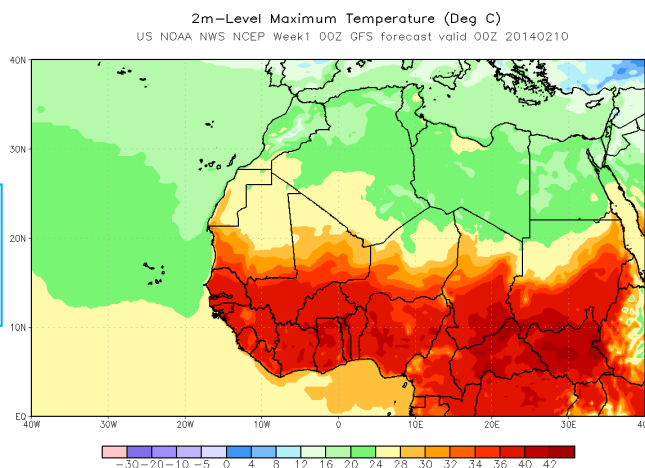 2m-Level Maximum Temperature (Deg C)
US NOAA NWS NCEP Week1 00Z GFS forecast valid 00Z 20140210
40N
30N
20N
10N
EQ
40W 30W 20W 10W 0 10E 20E 30E 40E
-30 -20 -10 -5 0 4 8 12 16 20 24 28 30 32 34 36 40 42